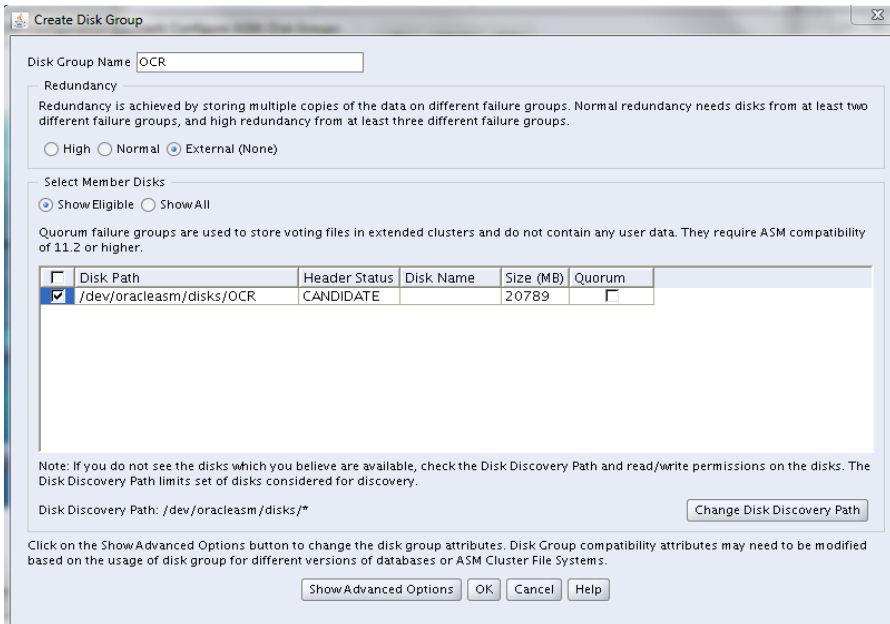 Create Disk Group
Disk Group Name OCR
Redundancy
Redundancy is achieved by storing multiple copies of the data on different failure groups. Normal redundancy needs disks from at least two
different failure groups, and high redundancy from at least three different failure groups.
High Normal External (None)
Select Member Disks
Show Eligible Show All
Quorum failure groups are used to store voting files in extended clusters and do not contain any user data. They require ASM compatibility
of 11.2 or higher.
Disk Path Header Status Disk Name Size (MB) Quorum
/dev/oracleasm/disks/OCR CANDIDATE 20789
Note: If you do not see the disks which you believe are available, check the Disk Discovery Path and read/write permissions on the disks. The
Disk Discovery Path limits set of disks considered for discovery.
Disk Discovery Path: /dev/oracleasm/disks/* Change Disk Discovery Path
Click on the Show Advanced Options button to change the disk group attributes. Disk Group compatibility attributes may need to be modified
based on the usage of disk group for different versions of databases or ASM Cluster File Systems.
Show Advanced Options OK Cancel Help